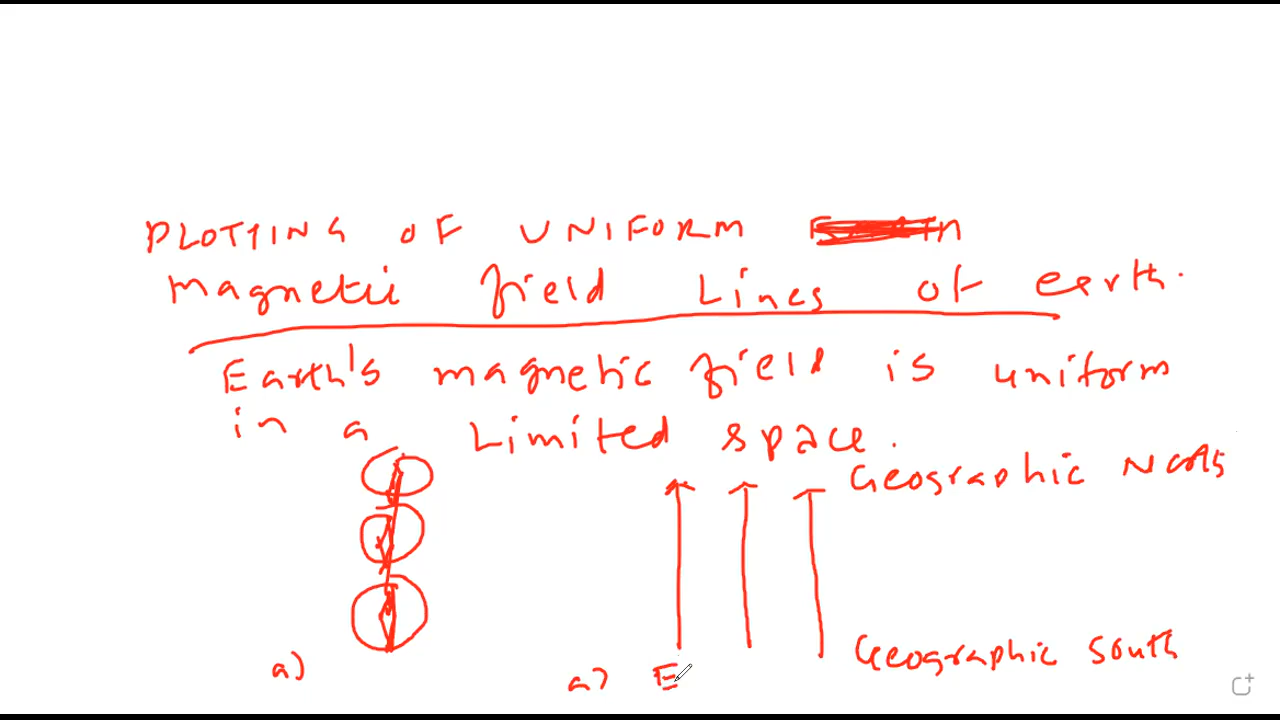 PLOTTING OF UNIFORM
magnetic field Lines of earth.
Earth's magnetic field is uniform
in a Limited space.
Geographic
Geographic south
a)
a) E